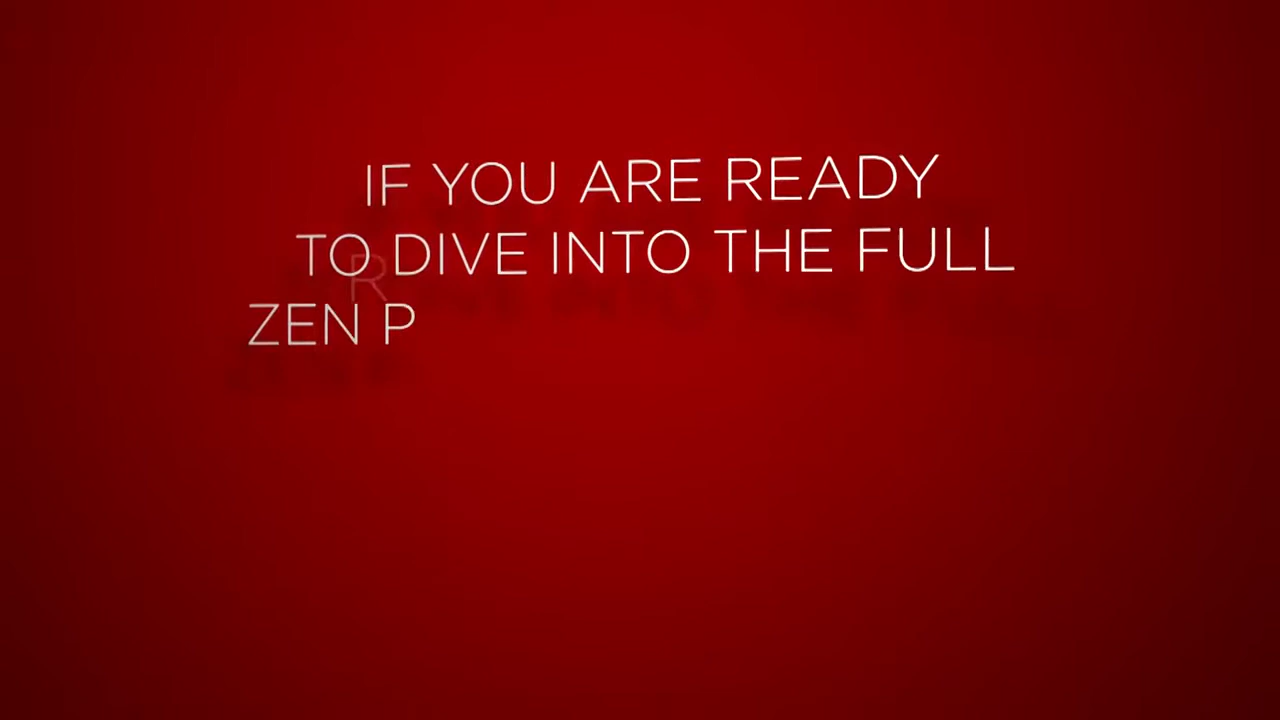 IF YOU ARE READY
TO DIVE INTO THE FULL
ZEN P
R